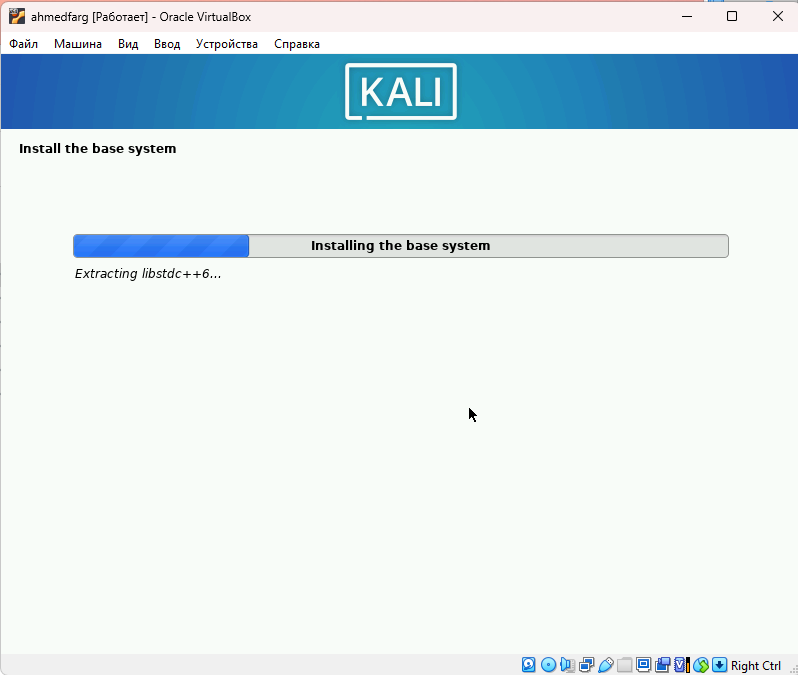 ahmedfarg [Работает] - Oracle VirtualBox
Файл Машина Вид Ввод Устройства Справка
KALI
Install the base system
Installing the base system
Extracting libstdc++6...
Right Ctrl